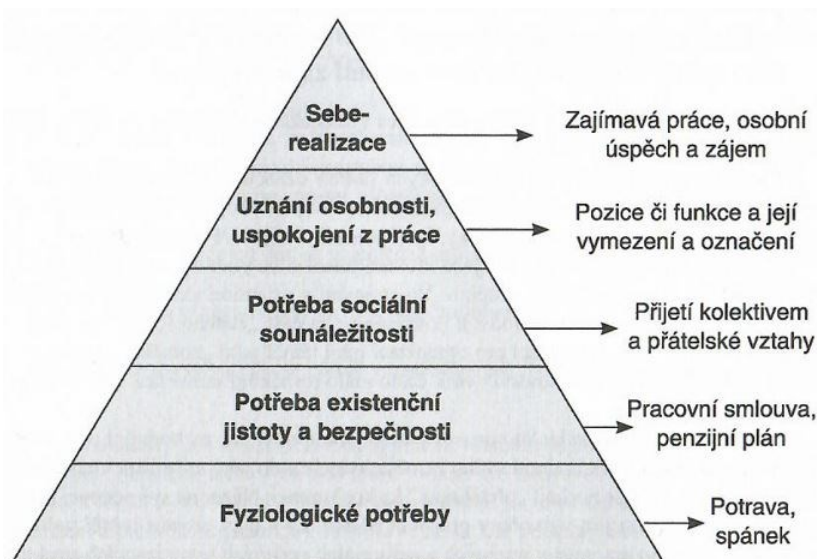 Sebe-
realizace
Zajímavá práce, osobní
úspěch a zájem
Uznání osobnosti,
uspokojení z práce
Pozice či funkce a její
vymezení a označení
Potřeba sociální
sounáležitosti
Přijetí kolektivem
a přátelské vztahy
Potřeba existenční
jistoty a bezpečnosti
Pracovní smlouva,
penzijní plán
Fyziologické potřeby
Potrava,
spánek